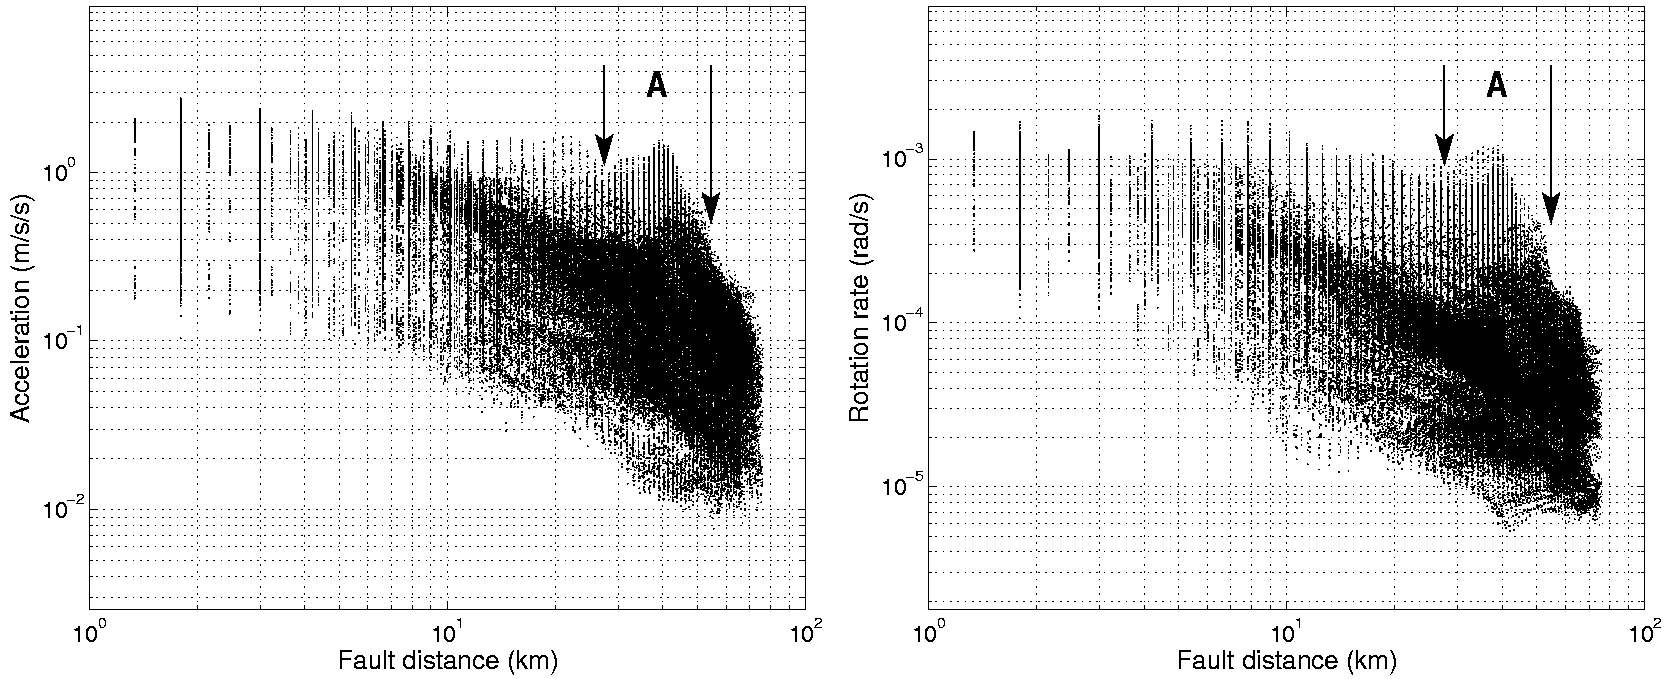 A
A
10^0
10^-1
10^-2
Acceleration (m/s/s)
10^0
10^1
10^2
Fault distance (km)
10^-3
10^-4
10^-5
Rotation rate (rad/s)
10^0
10^1
10^2
Fault distance (km)